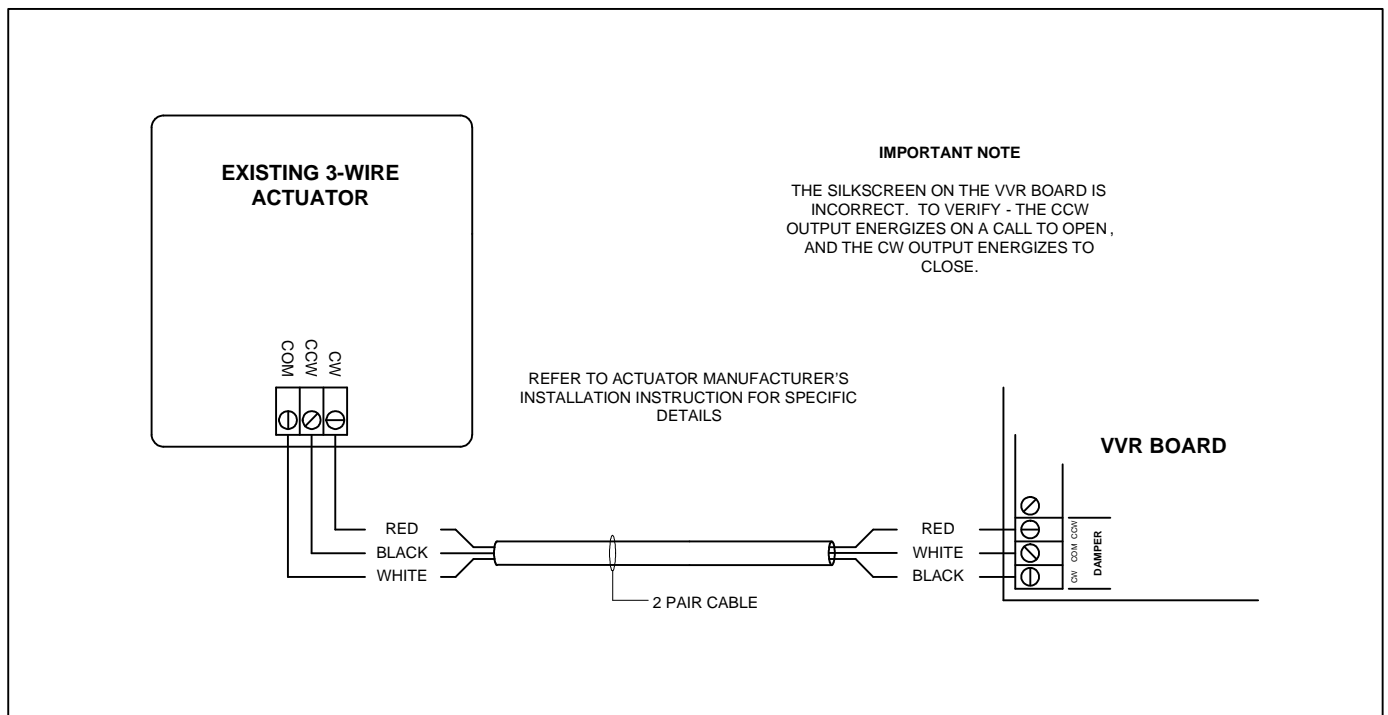 EXISTING 3-WIRE
ACTUATOR
COM
CCW
CW
IMPORTANT NOTE
THE SILKSCREEN ON THE VVR BOARD IS
INCORRECT. TO VERIFY - THE CCW
OUTPUT ENERGIZES ON A CALL TO OPEN ,
AND THE CW OUTPUT ENERGIZES TO
CLOSE.
REFER TO ACTUATOR MANUFACTURER'S
INSTALLATION INSTRUCTION FOR SPECIFIC
DETAILS
VVR BOARD
RED
BLACK
WHITE
2 PAIR CABLE
RED
WHITE
BLACK
CW COM CCW
DAMPER